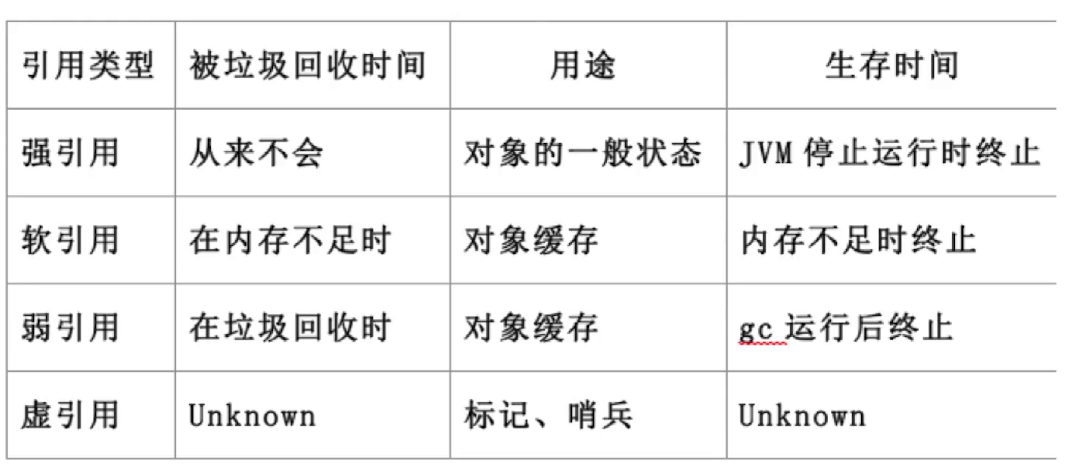 引用类型 被垃圾回收时间 用途 生存时间
强引用 从来不会 对象的一般状态 JVM 停止运行时终止
软引用 在内存不足时 对象缓存 内存不足时终止
弱引用 在垃圾回收时 对象缓存 gc 运行后终止
虚引用 Unknown 标记、哨兵 Unknown